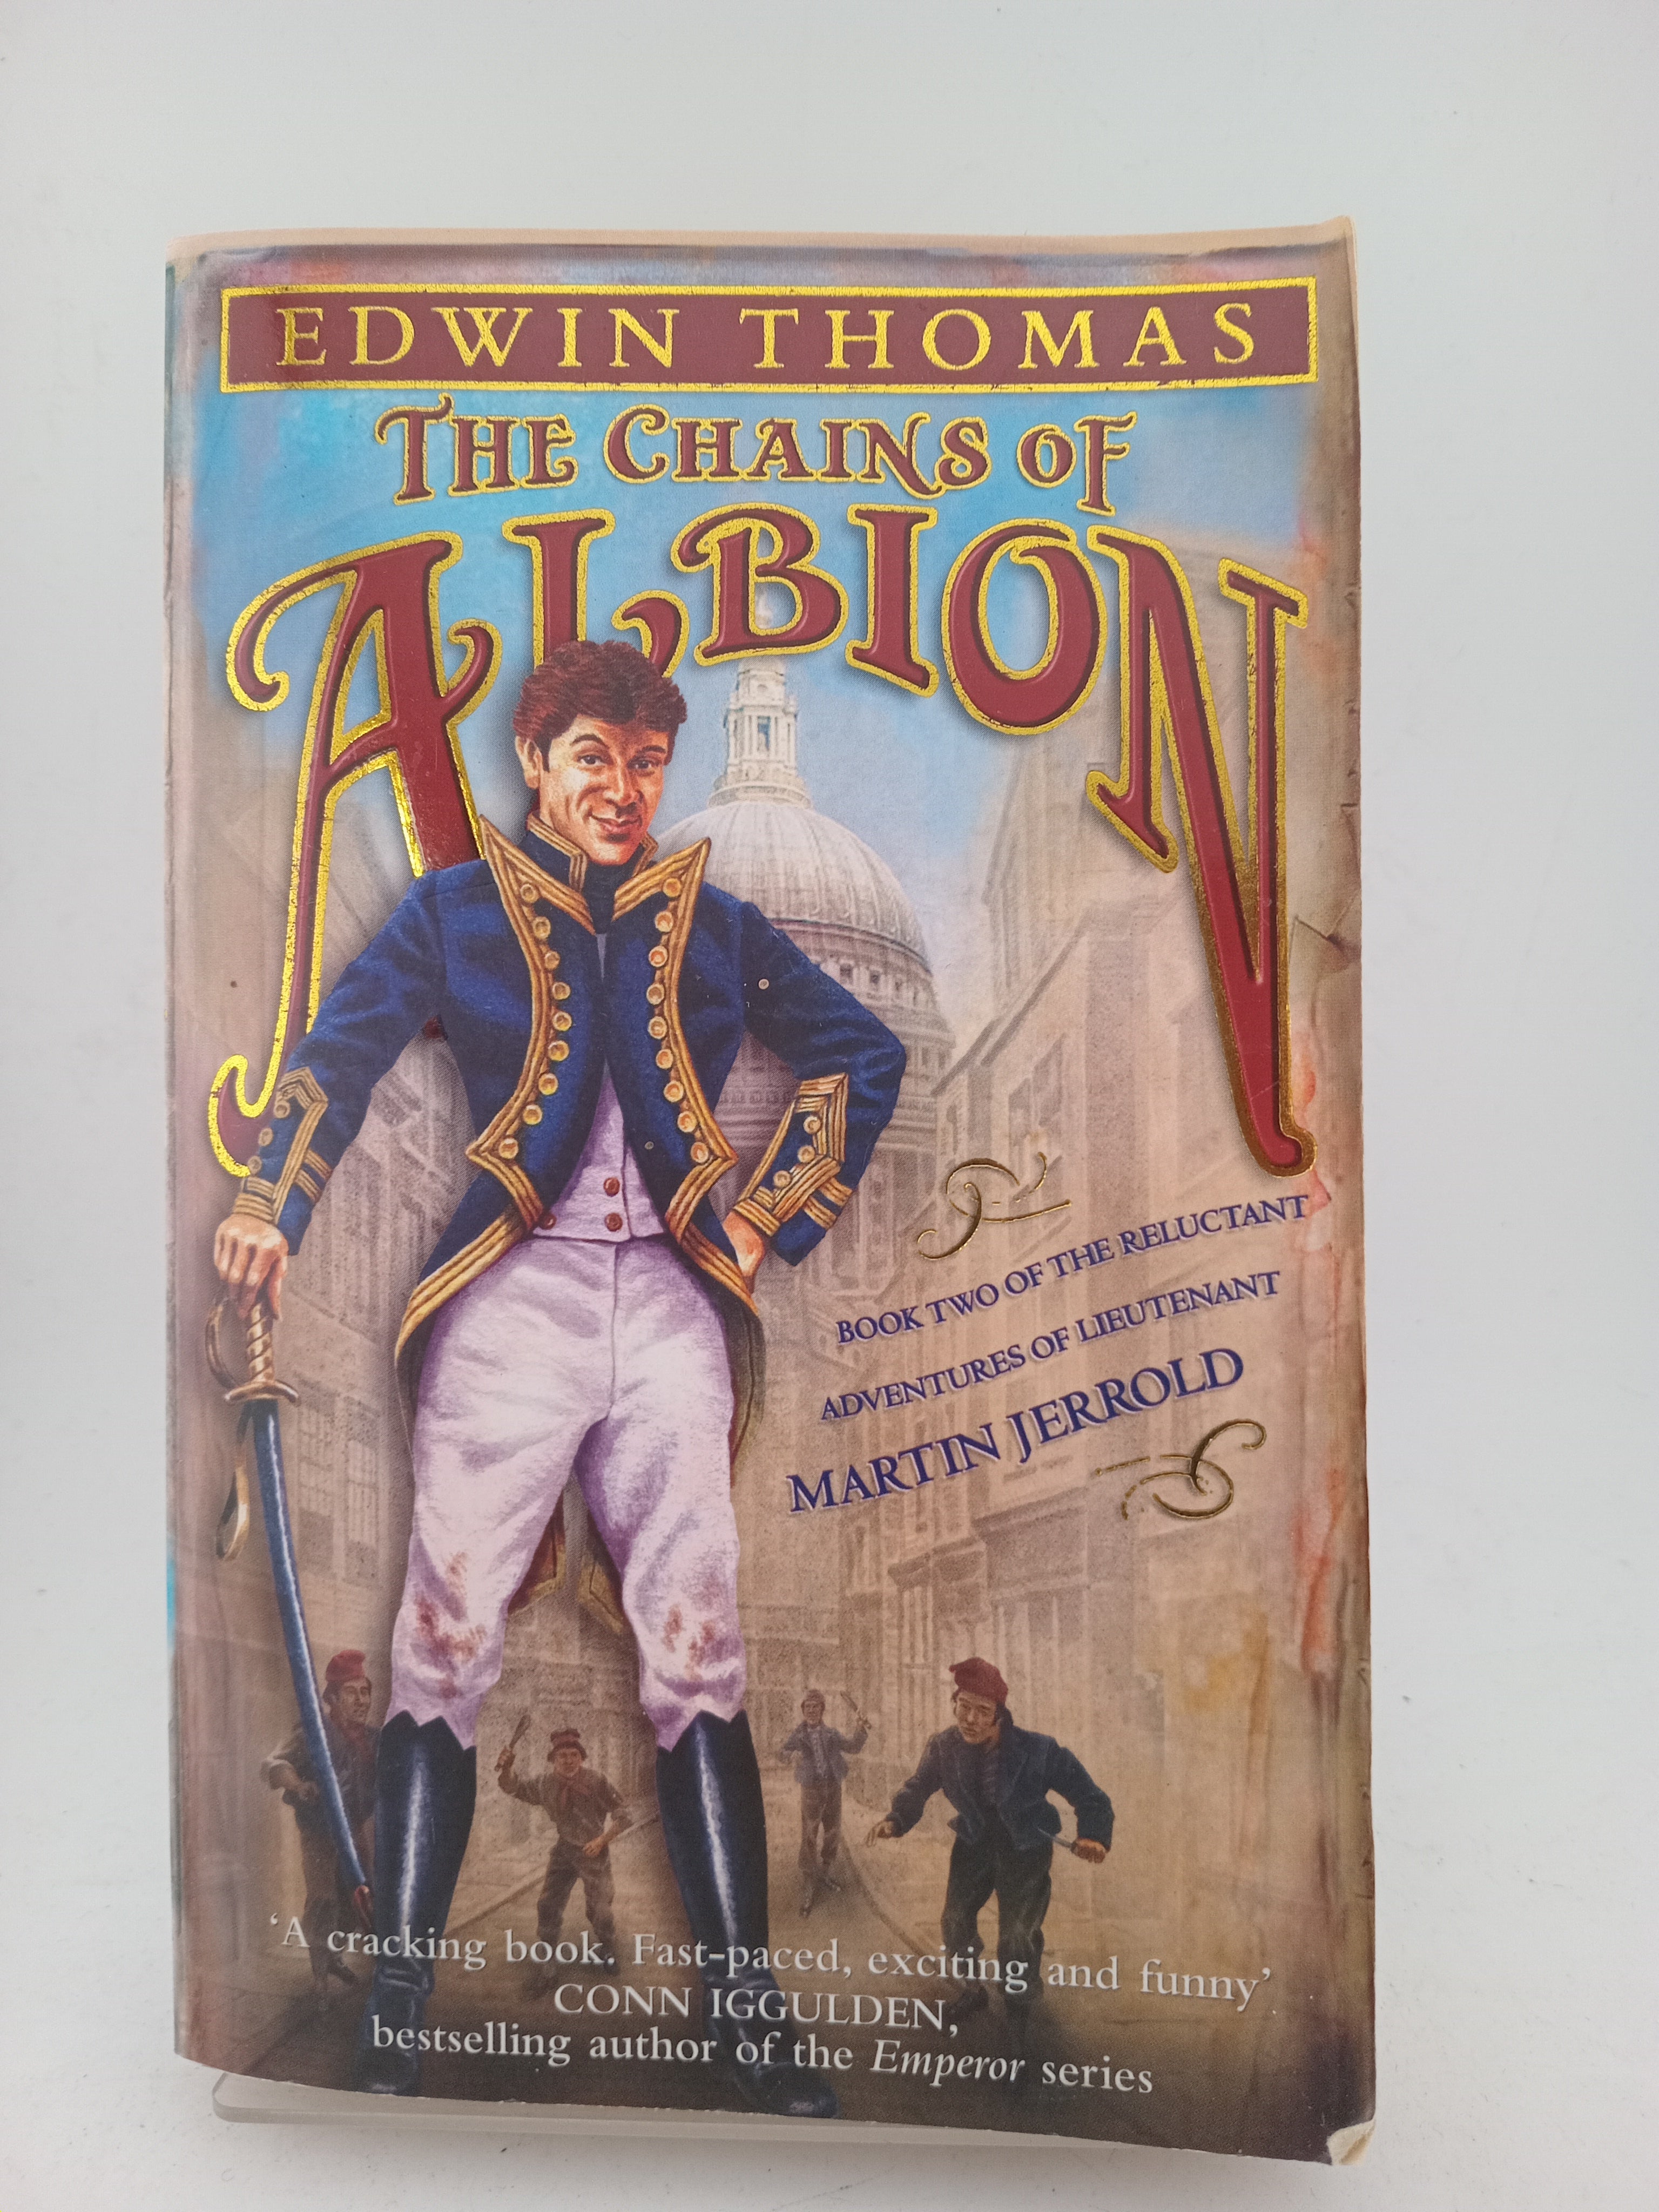 EDWIN THOMAS
THE CHAINS OF
ALBION
BOOK TWO OF THE RELUCTANT
ADVENTURES OF LIEUTENANT
MARTIN JERROLD
‘A cracking book. Fast-paced, exciting and funny’
CONN IGGULDEN,
bestselling author of the Emperor series